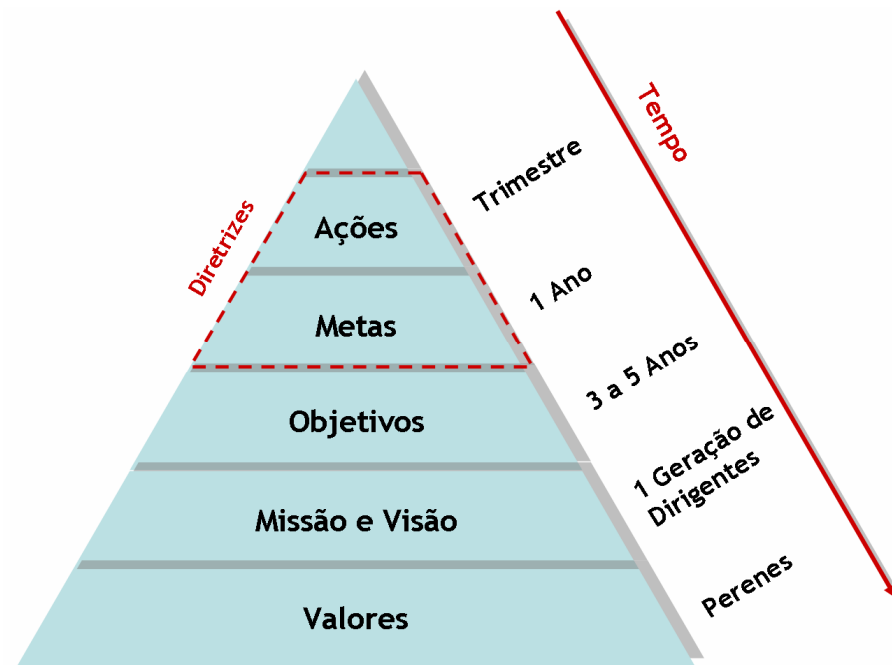 Tempo
Trimestre
Diretrizes
Ações
1 Ano
Metas
3 a 5 Anos
Objetivos
1 Geração de
Dirigentes
Missão e Visão
Perenes
Valores